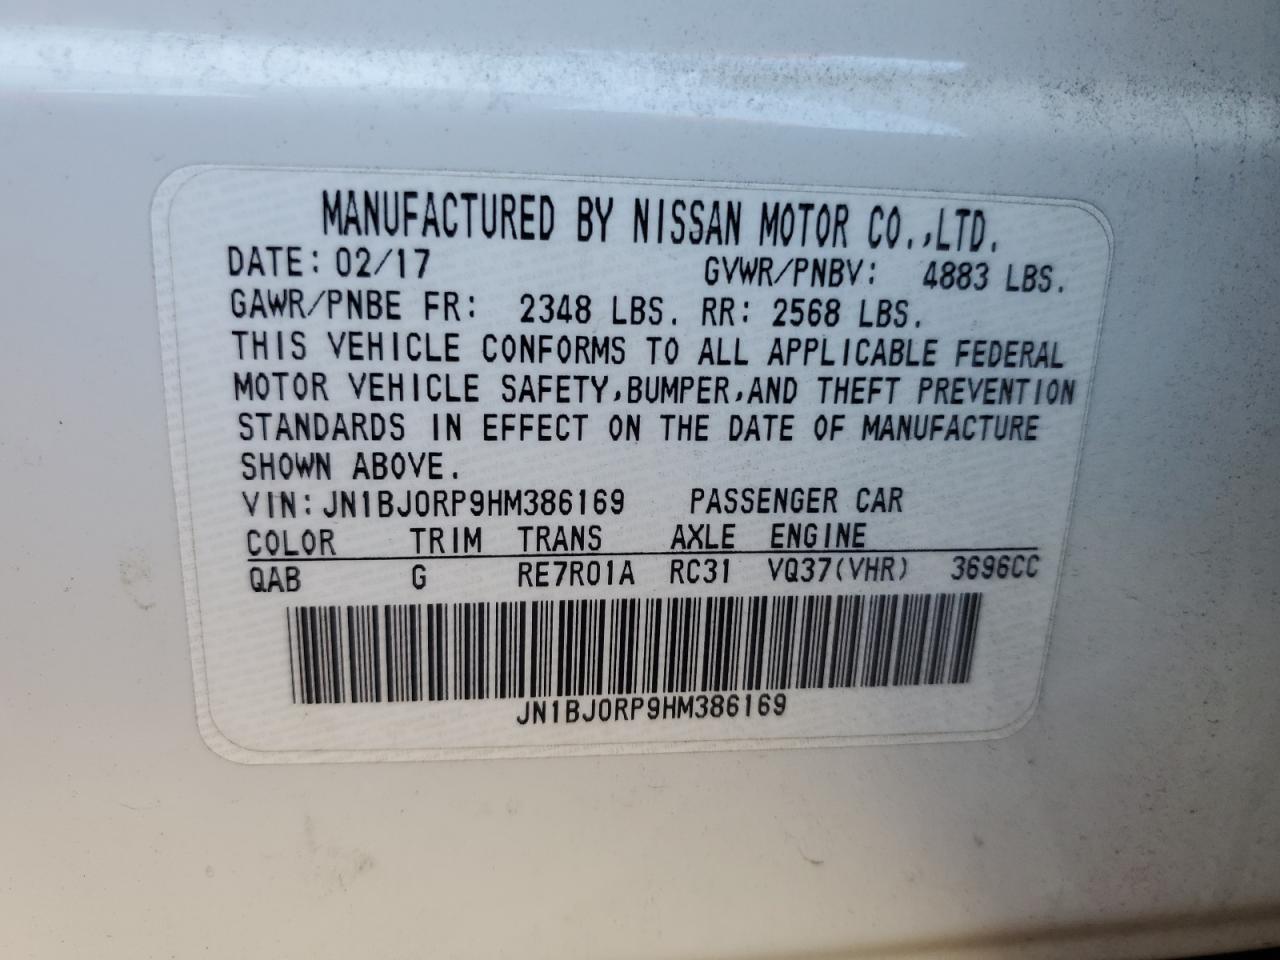 MANUFACTURED BY NISSAN MOTOR CO.,LTD.
DATE: 02/17 GVWR/PNBV: 4883 LBS.
GAWR/PNBE FR: 2348 LBS. RR: 2568 LBS.
THIS VEHICLE CONFORMS TO ALL APPLICABLE FEDERAL
MOTOR VEHICLE SAFETY,BUMPER,AND THEFT PREVENTION
STANDARDS IN EFFECT ON THE DATE OF MANUFACTURE
SHOWN ABOVE.
VIN:JN1BJ0RP9HM386169 PASSENGER CAR
COLOR TRIM TRANS AXLE ENGINE
QAB G RE7R01A RC31 VQ37(VHR) 3696CC
JN1BJ0RP9HM386169